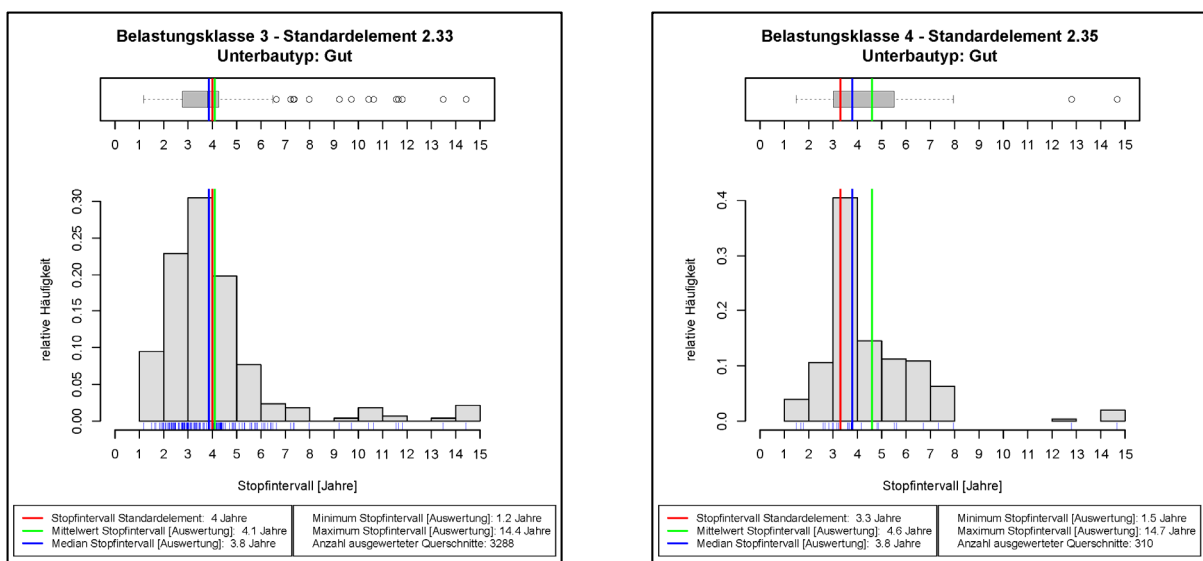 Belastungsklasse 3 - Standardelement 2.33
Unterbautyp: Gut
0 1 2 3 4 5 6 7 8 9 10 11 12 13 14 15
relative Häufigkeit
0.30
0.25
0.20
0.15
0.10
0.05
0.00
0 1 2 3 4 5 6 7 8 9 10 11 12 13 14 15
Stopfintervall [Jahre]
Stopfintervall Standardelement: 4 Jahre
Mittelwert Stopfintervall [Auswertung]: 4.1 Jahre
Median Stopfintervall [Auswertung]: 3.8 Jahre
Minimum Stopfintervall [Auswertung]: 1.2 Jahre
Maximum Stopfintervall [Auswertung]: 14.4 Jahre
Anzahl ausgewerteter Querschnitte: 3288
Belastungsklasse 4 - Standardelement 2.35
Unterbautyp: Gut
0 1 2 3 4 5 6 7 8 9 10 11 12 13 14 15
relative Häufigkeit
0.4
0.3
0.2
0.1
0.0
0 1 2 3 4 5 6 7 8 9 10 11 12 13 14 15
Stopfintervall [Jahre]
Stopfintervall Standardelement: 3.3 Jahre
Mittelwert Stopfintervall [Auswertung]: 4.6 Jahre
Median Stopfintervall [Auswertung]: 3.8 Jahre
Minimum Stopfintervall [Auswertung]: 1.5 Jahre
Maximum Stopfintervall [Auswertung]: 14.7 Jahre
Anzahl ausgewerteter Querschnitte: 310